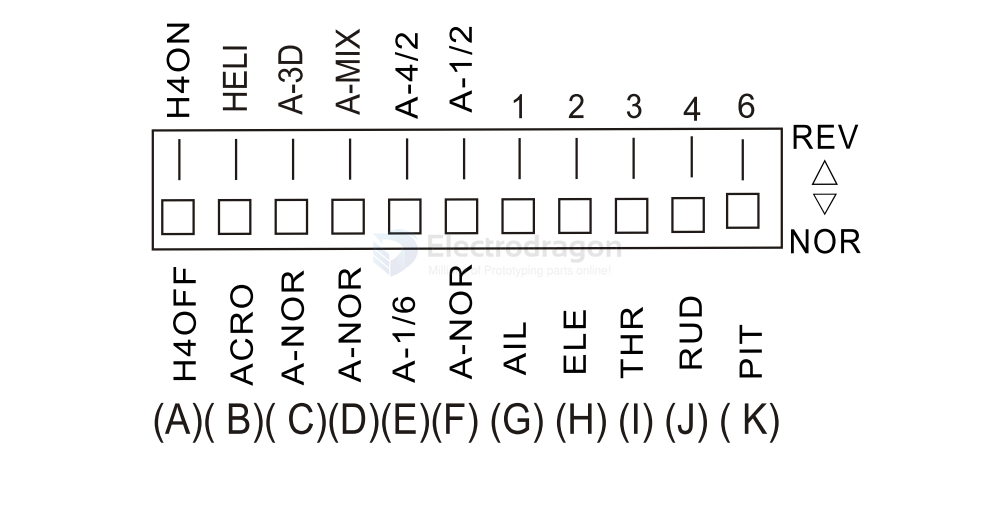 H4ON HELI A-3D A-MIX A-4/2 A-1/2 1 2 3 4 6
REV
△
▽
NOR
Electrodragon
Millions of Prototyping parts online!
H4OFF ACRO A-NOR A-NOR A-1/6 A-NOR AIL ELE THR RUD PIT
(A) ( B) ( C) (D) (E) (F) (G) (H) (I) (J) ( K)